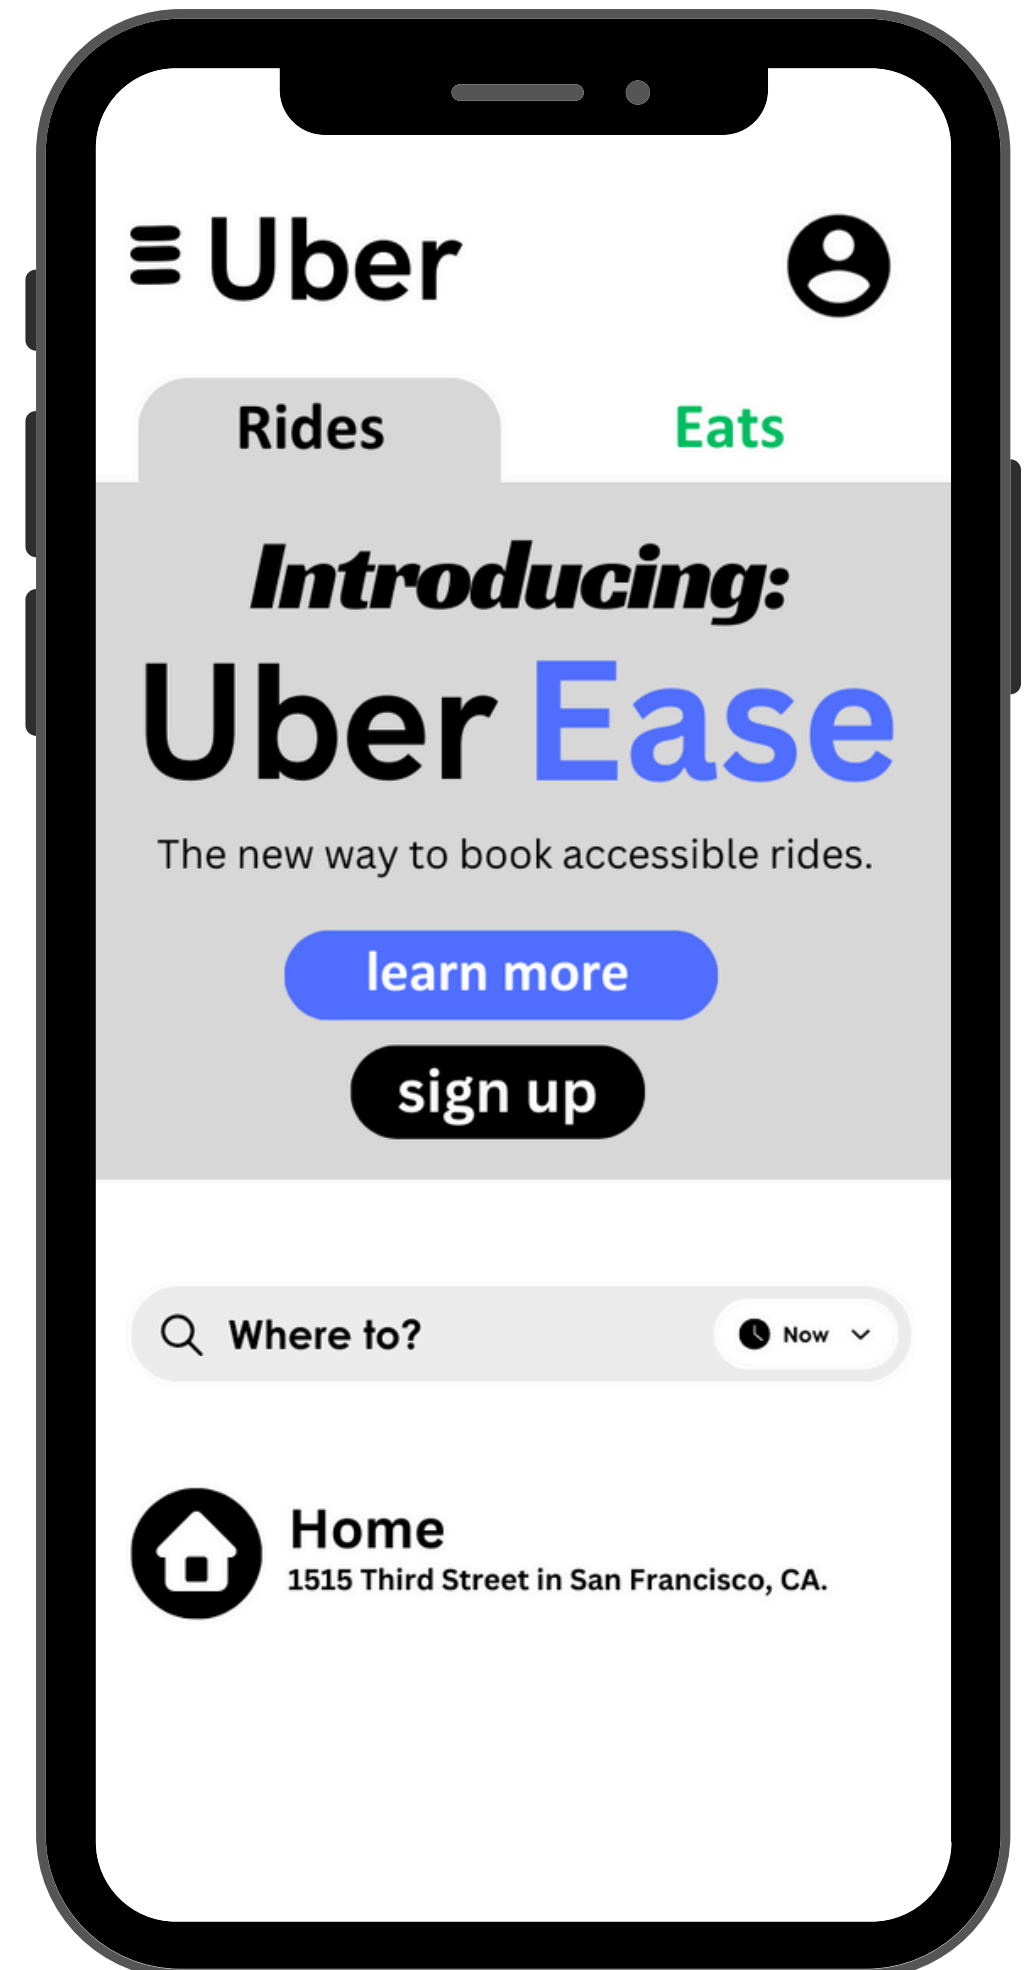 Uber
Rides
Eats
Introducing:
Uber Ease
The new way to book accessible rides.
learn more
sign up
Where to?
Now
Home
1515 Third Street in San Francisco, CA.